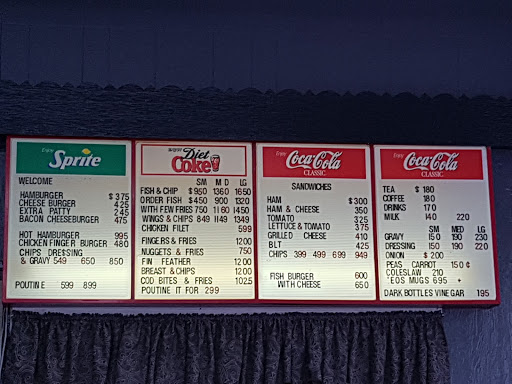 Enjoy
Sprite
WELCOME
HAMBURGER $375
CHEESE BURGER 425
EXTRA PATTY 245
BACON CHEESEBURGER 475
HOT HAMBURGER 995
CHICKEN FINGER BURGER 480
CHIPS DRESSING
& GRAVY 549 650 850
POUTINE 599 899
Diet
Coke
SM MD LG
FISH & CHIP $950 1360 1650
ORDER FISH $450 900 1320
WITH FEW FRIES 750 1160 1450
WINGS & CHIPS 849 1149 1349
CHICKEN FILET 599
FINGERS & FRIES 1200
NUGGETS & FRIES 750
FIN FEATHER 1200
BREAST & CHIPS 1200
COD BITES & FRIES 1025
POUTINE IT FOR 299
Enjoy
Coca-Cola
CLASSIC
SANDWICHES
HAM $300
HAM & CHEESE 350
TOMATO 325
LETTUCE & TOMATO 375
GRILLED CHEESE 410
BLT 425
CHIPS 399 499 699 949
FISH BURGER 600
WITH CHEESE 650
Enjoy
Coca-Cola
CLASSIC
TEA $ 180
COFFEE 180
DRINKS 170
MILK 140 220
SM MED LG
GRAVY 150 190 230
DRESSING 150 190 220
ONION $ 200
PEAS CARROT 150¢
COLESLAW 210
"EOS MUGS 695 +
DARK BOTTLES VINEGAR 195